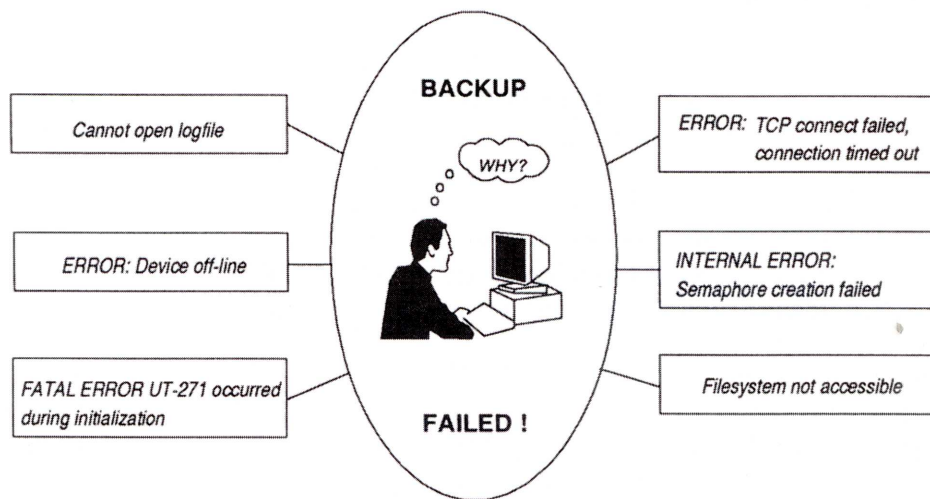 BACKUP
WHY?
FAILED !
Cannot open logfile
ERROR: Device off-line
FATAL ERROR UT-271 occurred
during initialization
ERROR: TCP connect failed,
connection timed out
INTERNAL ERROR:
Semaphore creation failed
Filesystem not accessible